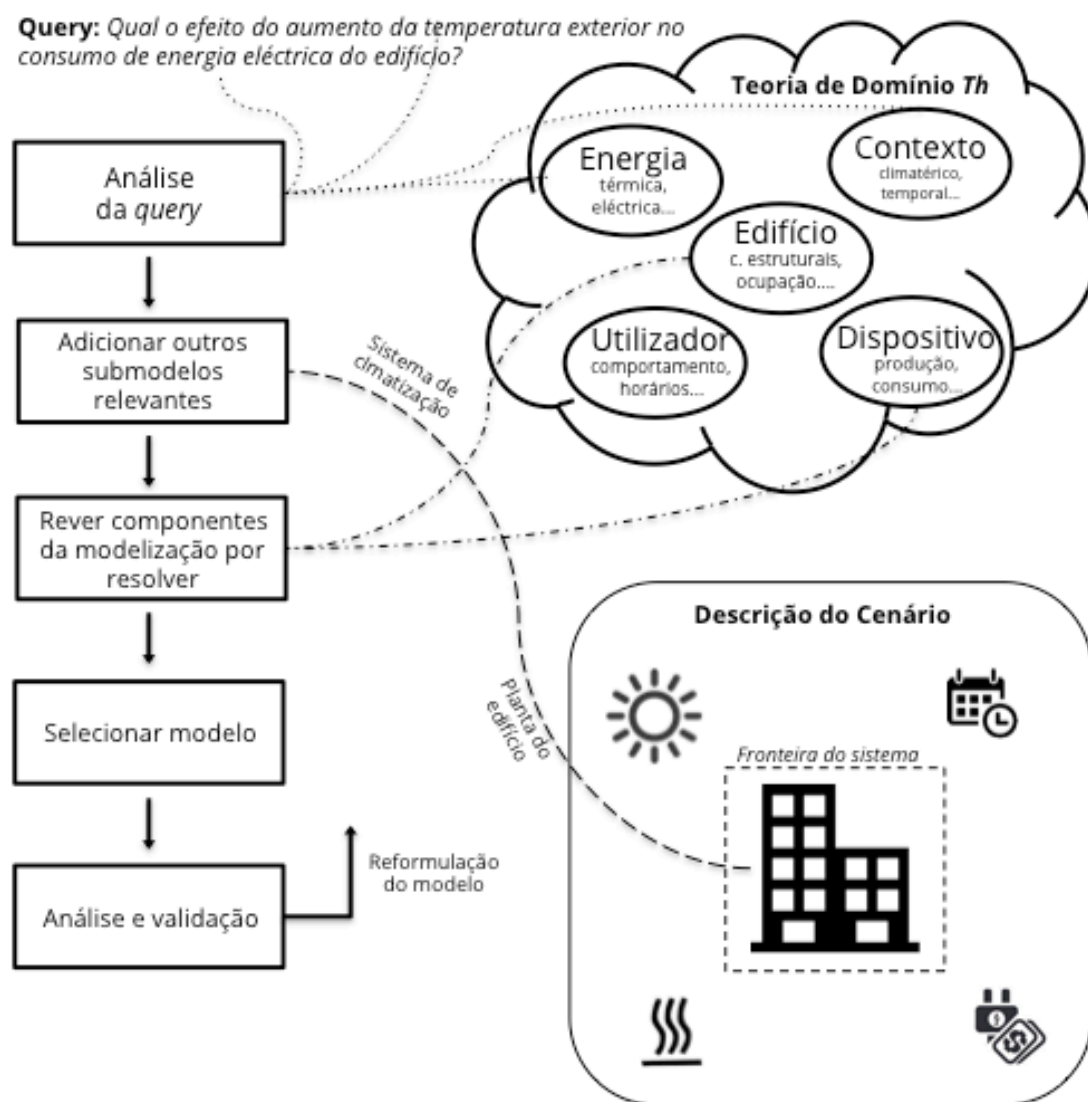 Query: Qual o efeito do aumento da temperatura exterior no
consumo de energia eléctrica do edifício?
Teoria de Domínio Th
Energia
térmica,
eléctrica...
Contexto
climatérico,
temporal...
Edifício
c. estruturais,
ocupação....
Utilizador
comportamento,
horários...
Dispositivo
produção,
consumo...
Análise
da query
Adicionar outros
submodelos
relevantes
Sistema de
climatização
Rever componentes
da modelização por
resolver
Planta do
edifício
Selecionar modelo
Análise e validação
Reformulação
do modelo
Descrição do Cenário
Fronteira do sistema